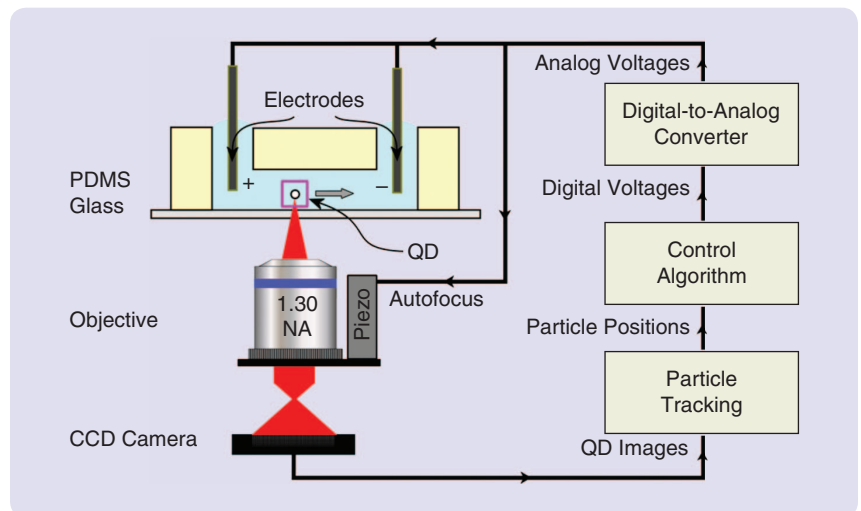 Analog Voltages
Electrodes
Digital-to-Analog
Converter
PDMS
Glass
+
–
Digital Voltages
QD
Control
Algorithm
Autofocus
Objective
1.30
NA
Piezo
Particle Positions
Particle
Tracking
CCD Camera
QD Images